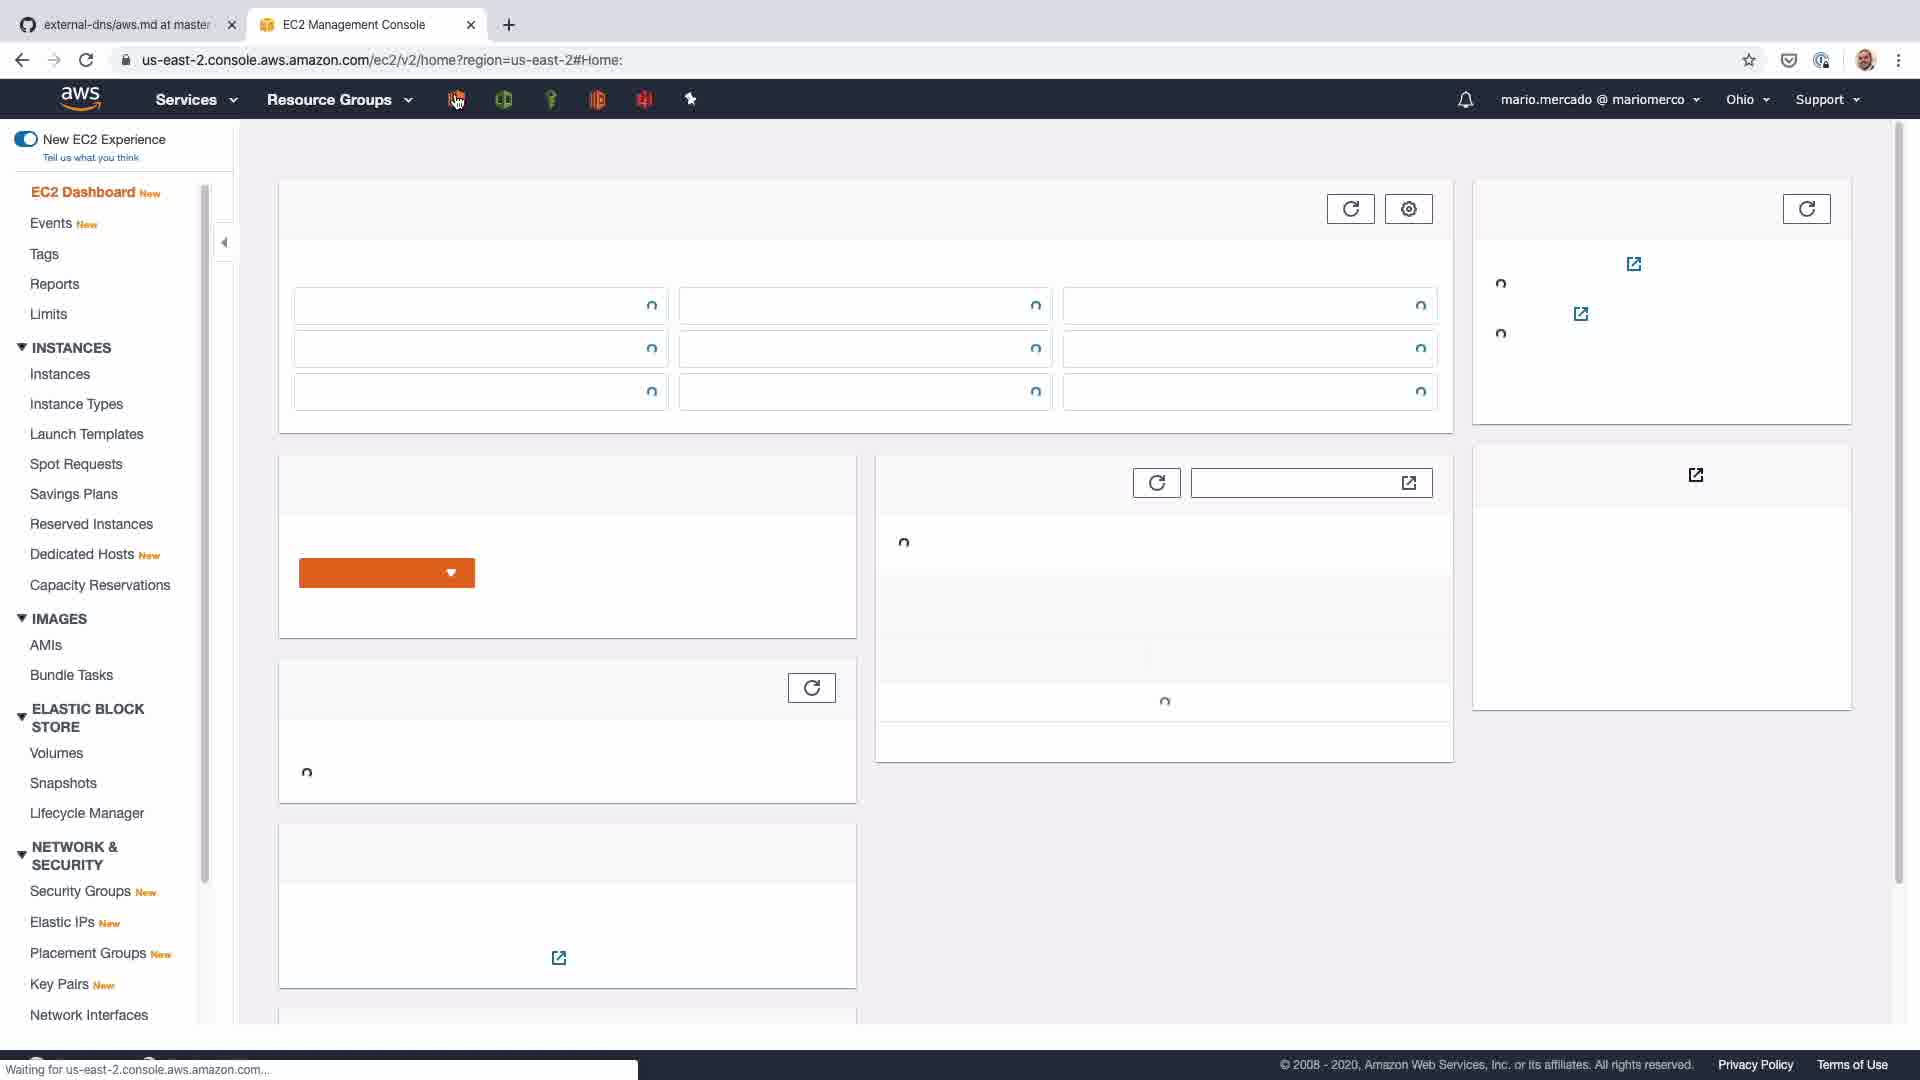 external-dns/aws.md at master
EC2 Management Console
us-east-2.console.aws.amazon.com/ec2/v2/home?region=us-east-2#Home:
aws
Services
Resource Groups
mario.mercado @ mariomerco
Ohio
Support
New EC2 Experience
Tell us what you think
EC2 Dashboard New
Events New
Tags
Reports
Limits
INSTANCES
Instances
Instance Types
Launch Templates
Spot Requests
Savings Plans
Reserved Instances
Dedicated Hosts New
Capacity Reservations
IMAGES
AMIs
Bundle Tasks
ELASTIC BLOCK
STORE
Volumes
Snapshots
Lifecycle Manager
NETWORK &
SECURITY
Security Groups New
Elastic IPs New
Placement Groups New
Key Pairs New
Network Interfaces
Waiting for us-east-2.console.aws.amazon.com...
© 2008 - 2020, Amazon Web Services, Inc. or its affiliates. All rights reserved.
Privacy Policy
Terms of Use